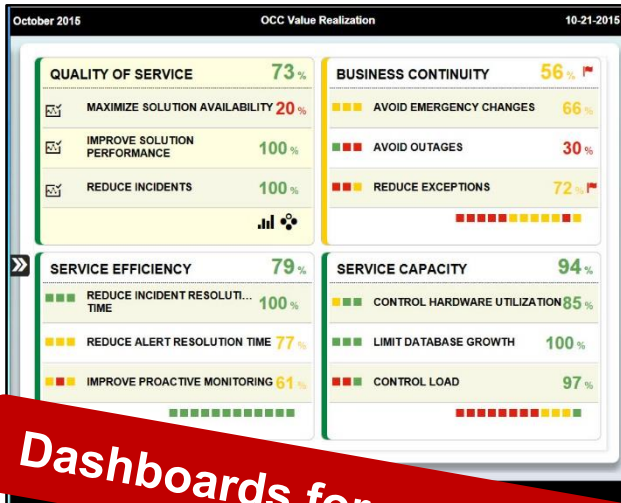 October 2015 OCC Value Realization 10-21-2015
QUALITY OF SERVICE 73 %
MAXIMIZE SOLUTION AVAILABILITY 20 %
IMPROVE SOLUTION
PERFORMANCE 100 %
REDUCE INCIDENTS 100 %
BUSINESS CONTINUITY 56 %
AVOID EMERGENCY CHANGES 66 %
AVOID OUTAGES 30 %
REDUCE EXCEPTIONS 72 %
SERVICE EFFICIENCY 79 %
REDUCE INCIDENT RESOLUTI...
TIME 100 %
REDUCE ALERT RESOLUTION TIME 77 %
IMPROVE PROACTIVE MONITORING 61 %
SERVICE CAPACITY 94 %
CONTROL HARDWARE UTILIZATION 85 %
LIMIT DATABASE GROWTH 100 %
CONTROL LOAD 97 %
Dashboards for